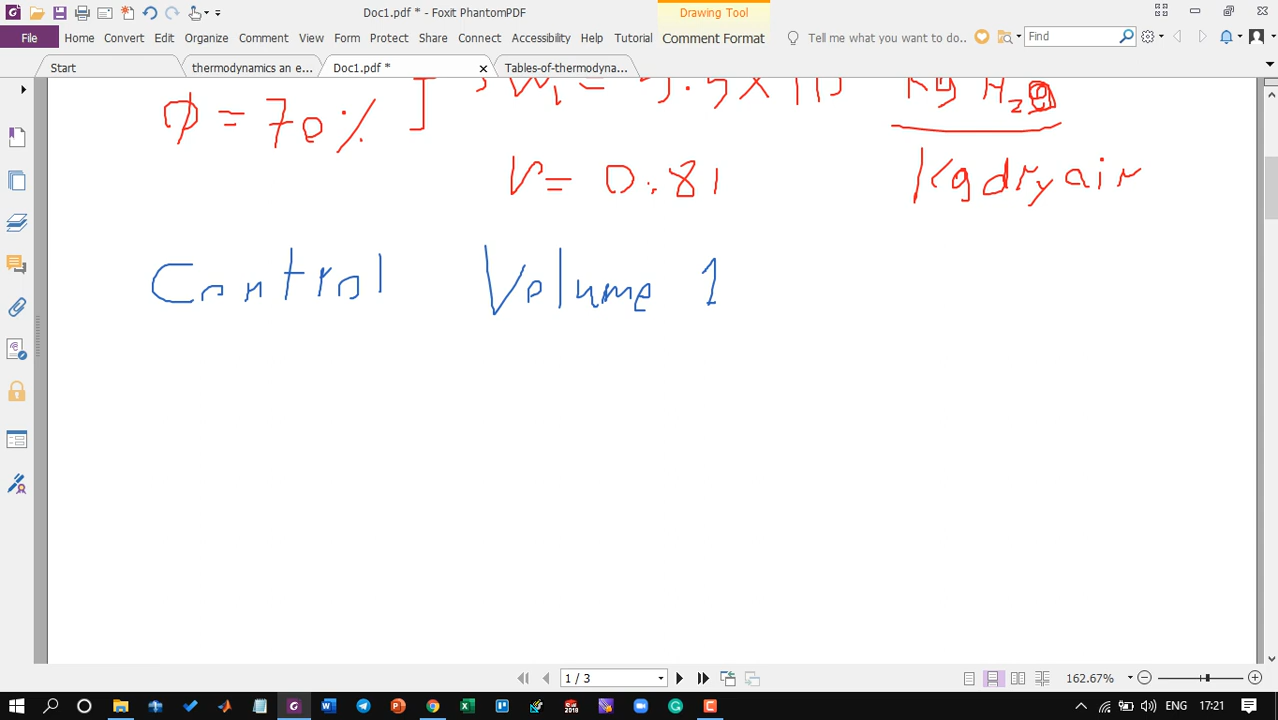 Doc1.pdf * - Foxit PhantomPDF
Drawing Tool
File Home Convert Edit Organize Comment View Form Protect Share Connect Accessibility Help Tutorial Comment Format Tell me what you want to do... Find
Start thermodynamics an e... Doc1.pdf * Tables-of-thermodyna...
Kg H2O
φ = 70%
V = 0.81 Kg dry air
Control Volume 1
1 / 3 162.67%
ENG 17:21